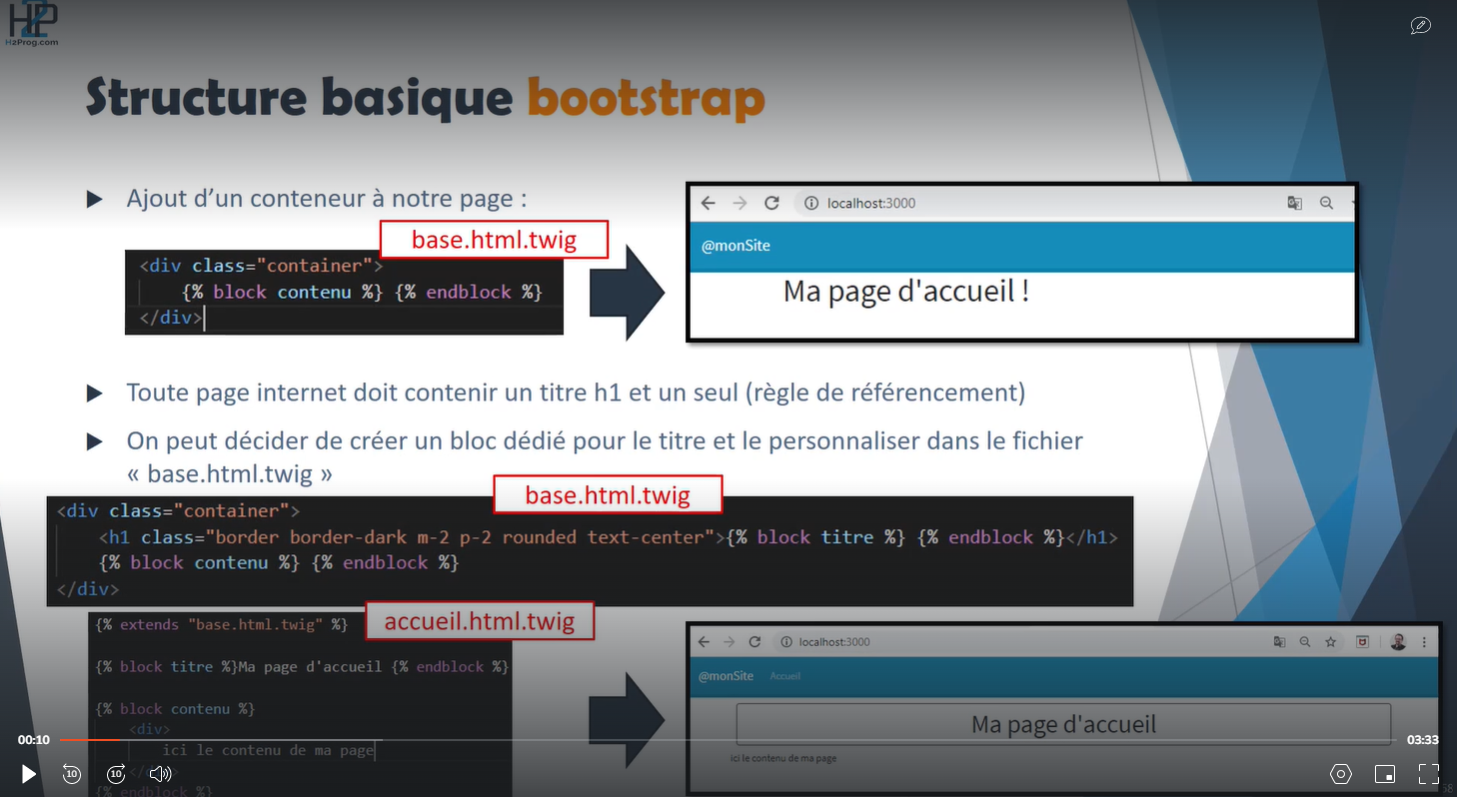 H2P
H2Prog.com
Structure basique bootstrap
Ajout d’un conteneur à notre page :
base.html.twig
<div class="container">
{% block contenu %} {% endblock %}
</div>
localhost:3000
@monSite
Ma page d'accueil !
Toute page internet doit contenir un titre h1 et un seul (règle de référencement)
On peut décider de créer un bloc dédié pour le titre et le personnaliser dans le fichier
« base.html.twig »
base.html.twig
<div class="container">
<h1 class="border border-dark m-2 p-2 rounded text-center">{% block titre %} {% endblock %}</h1>
{% block contenu %} {% endblock %}
</div>
accueil.html.twig
{% extends "base.html.twig" %}
{% block titre %}Ma page d'accueil {% endblock %}
{% block contenu %}
<div>
ici le contenu de ma page
</div>
{% endblock %}
localhost:3000
@monSite Accueil
Ma page d'accueil
ici le contenu de ma page
00:10
03:33
10
10
58